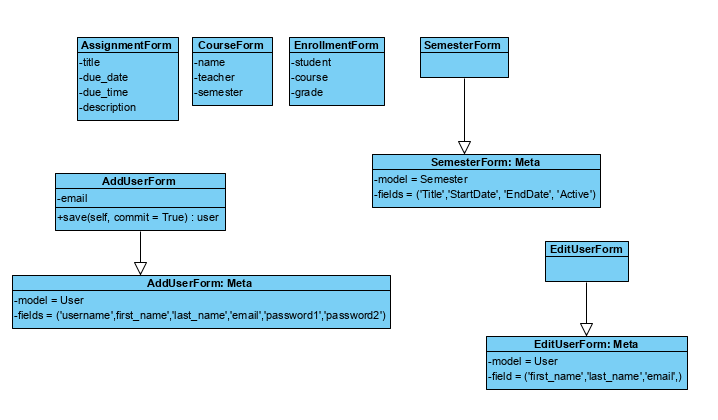 AssignmentForm
-title
-due_date
-due_time
-description
CourseForm
-name
-teacher
-semester
EnrollmentForm
-student
-course
-grade
SemesterForm
SemesterForm: Meta
-model = Semester
-fields = ('Title','StartDate', 'EndDate', 'Active')
AddUserForm
-email
+save(self, commit = True) : user
AddUserForm: Meta
-model = User
-fields = ('username',first_name','last_name','email','password1','password2')
EditUserForm
EditUserForm: Meta
-model = User
-field = ('first_name','last_name','email',)